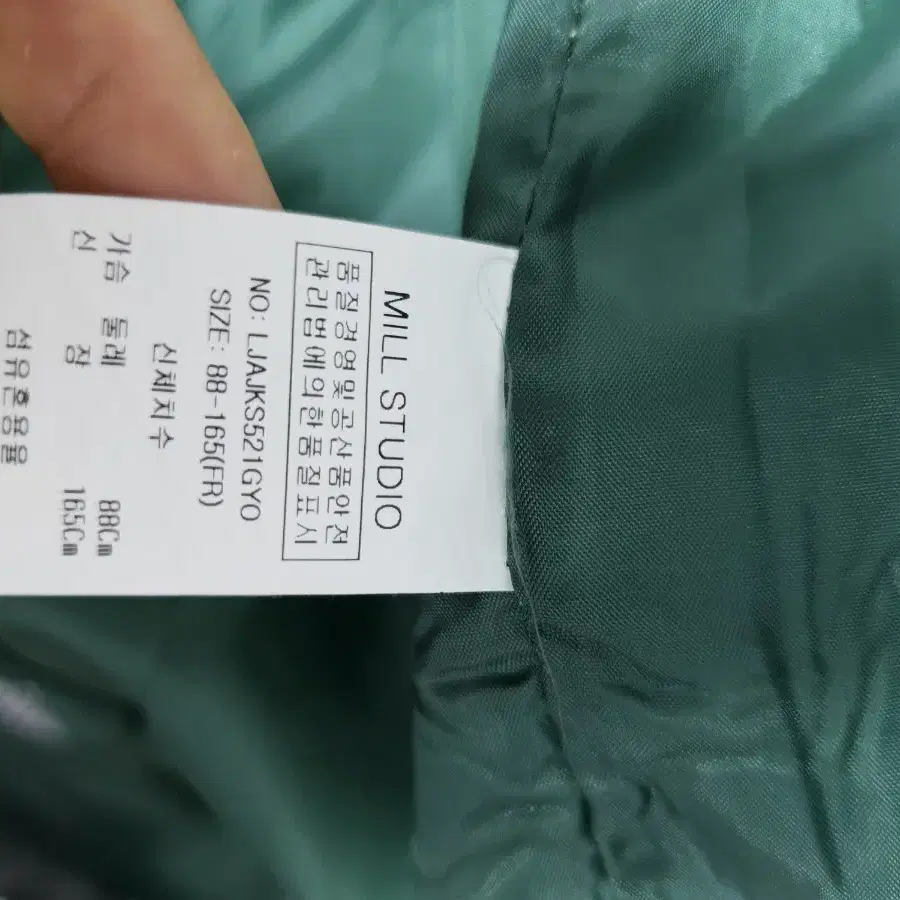 MILL STUDIO
품질경영및공산품안전
관리법에의한품질표시
NO: LJAJKS521GYO
SIZE: 88-165(FR)
신체치수
가슴 둘레 88Cm
신 장 165Cm
섬유혼용율